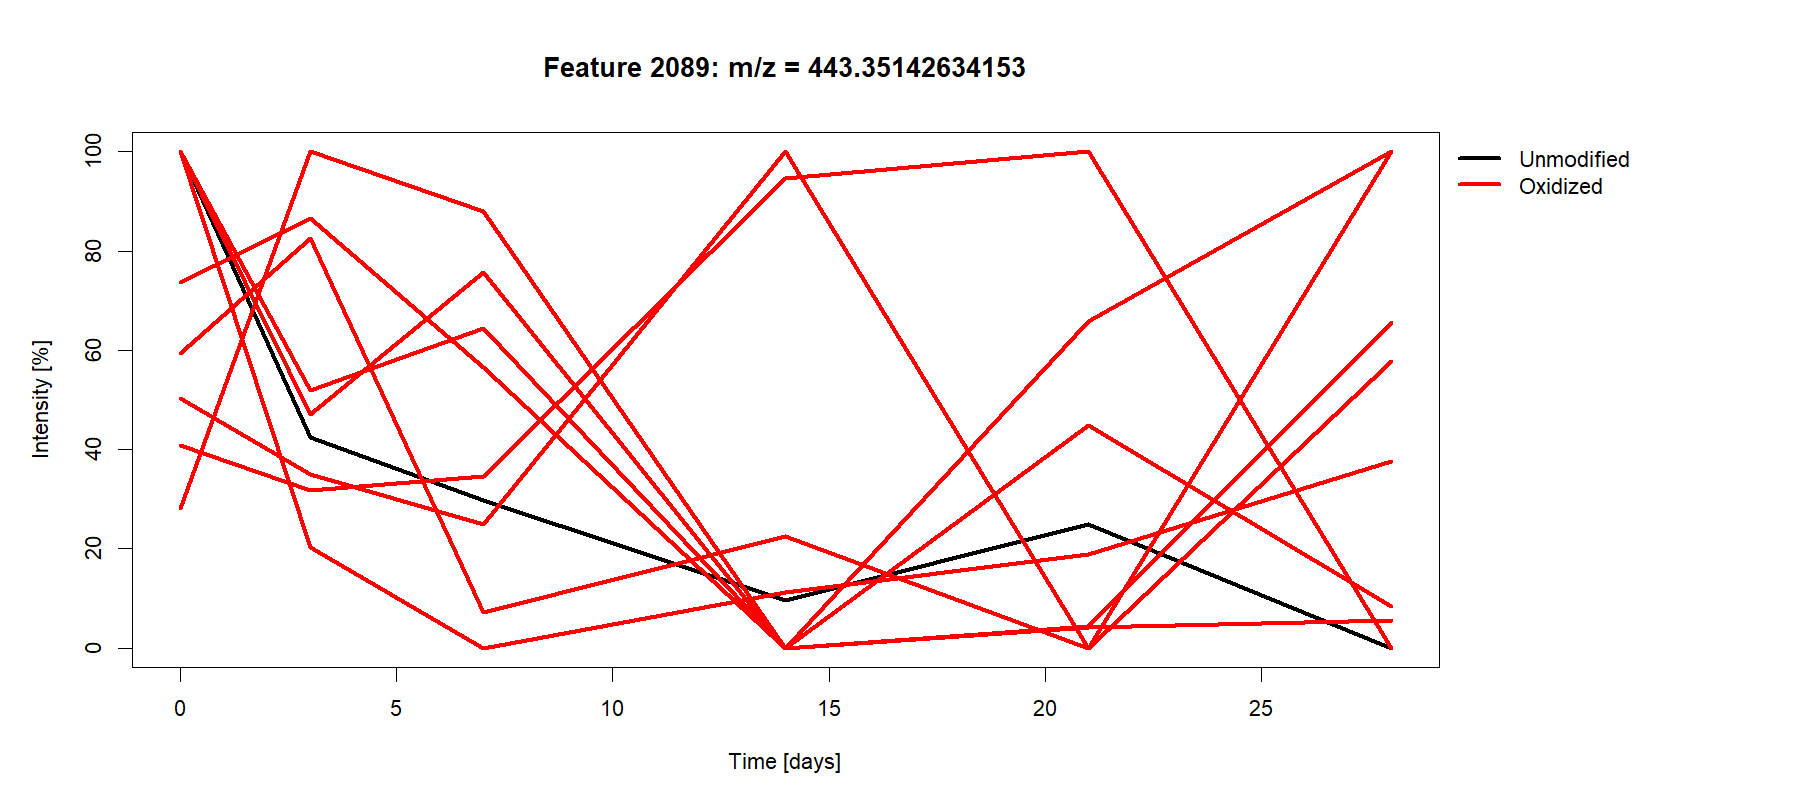 Feature 2089: m/z = 443.35142634153
Unmodified
Oxidized
Intensity [%]
100
80
60
40
20
0
0 5 10 15 20 25
Time [days]